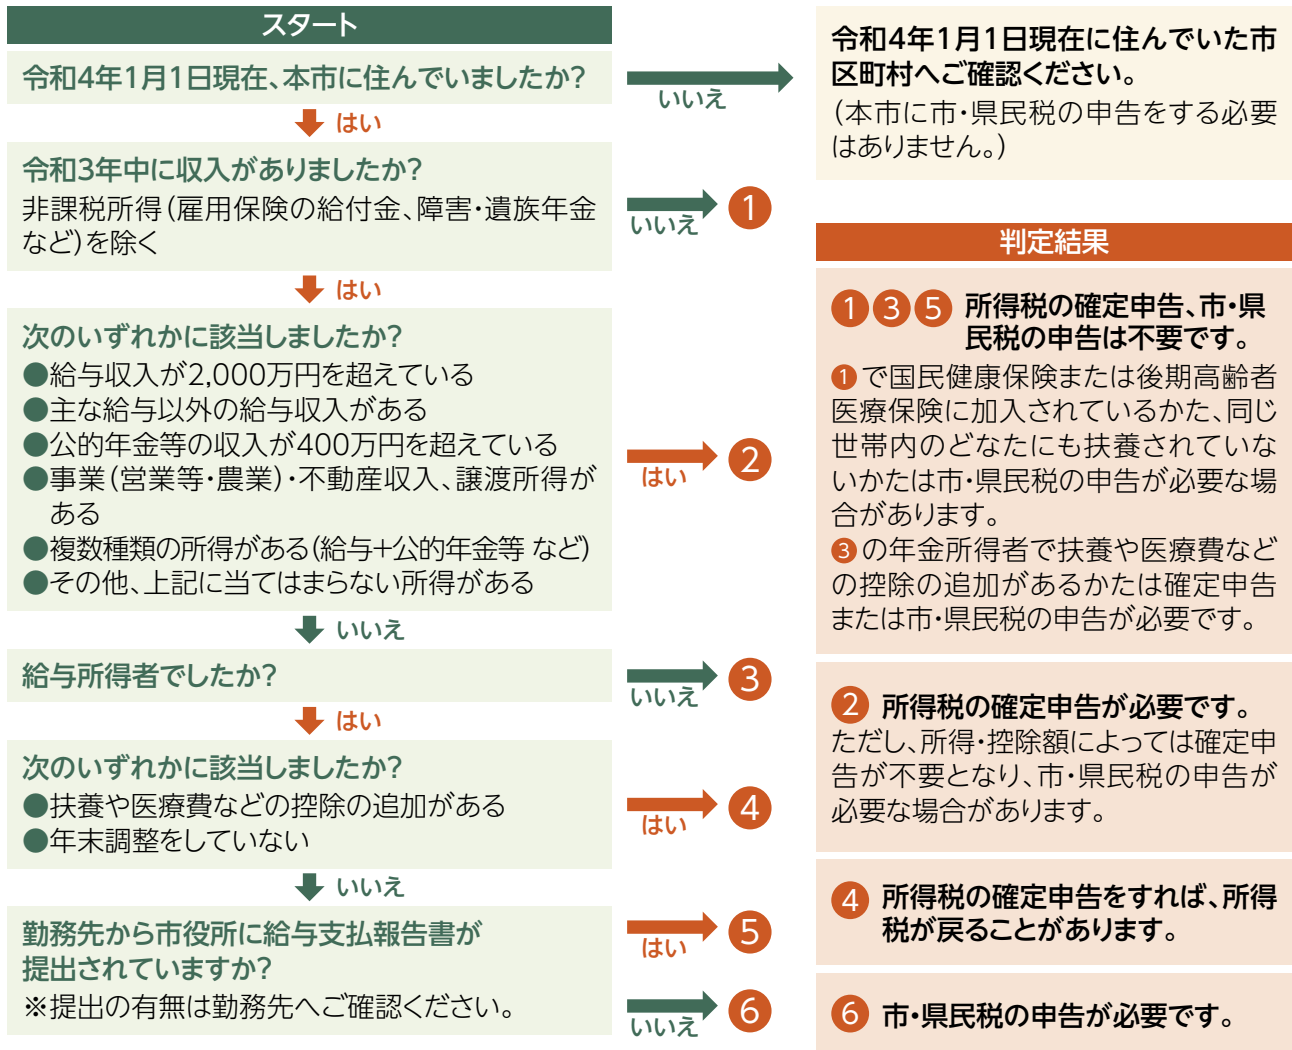 スタート
令和4年1月1日現在、本市に住んでいましたか?
いいえ
はい
令和3年中に収入がありましたか?
非課税所得(雇用保険の給付金、障害・遺族年金
など)を除く
いいえ
1
はい
次のいずれかに該当しましたか?
●給与収入が2,000万円を超えている
●主な給与以外の給与収入がある
●公的年金等の収入が400万円を超えている
●事業(営業等・農業)・不動産収入、譲渡所得が
ある
●複数種類の所得がある(給与+公的年金等 など)
●その他、上記に当てはまらない所得がある
はい
2
いいえ
給与所得者でしたか?
いいえ
3
はい
次のいずれかに該当しましたか?
●扶養や医療費などの控除の追加がある
●年末調整をしていない
はい
4
いいえ
勤務先から市役所に給与支払報告書が
提出されていますか?
※提出の有無は勤務先へご確認ください。
はい
5
いいえ
6
令和4年1月1日現在に住んでいた市
区町村へご確認ください。
(本市に市・県民税の申告をする必要
はありません。)
判定結果
1 3 5 所得税の確定申告、市・県
民税の申告は不要です。
1 で国民健康保険または後期高齢者
医療保険に加入されているかた、同じ
世帯内のどなたにも扶養されていな
いかたは市・県民税の申告が必要な場
合があります。
3 の年金所得者で扶養や医療費など
の控除の追加があるかたは確定申告
または市・県民税の申告が必要です。
2 所得税の確定申告が必要です。
ただし、所得・控除額によっては確定申
告が不要となり、市・県民税の申告が
必要な場合があります。
4 所得税の確定申告をすれば、所得
税が戻ることがあります。
6 市・県民税の申告が必要です。